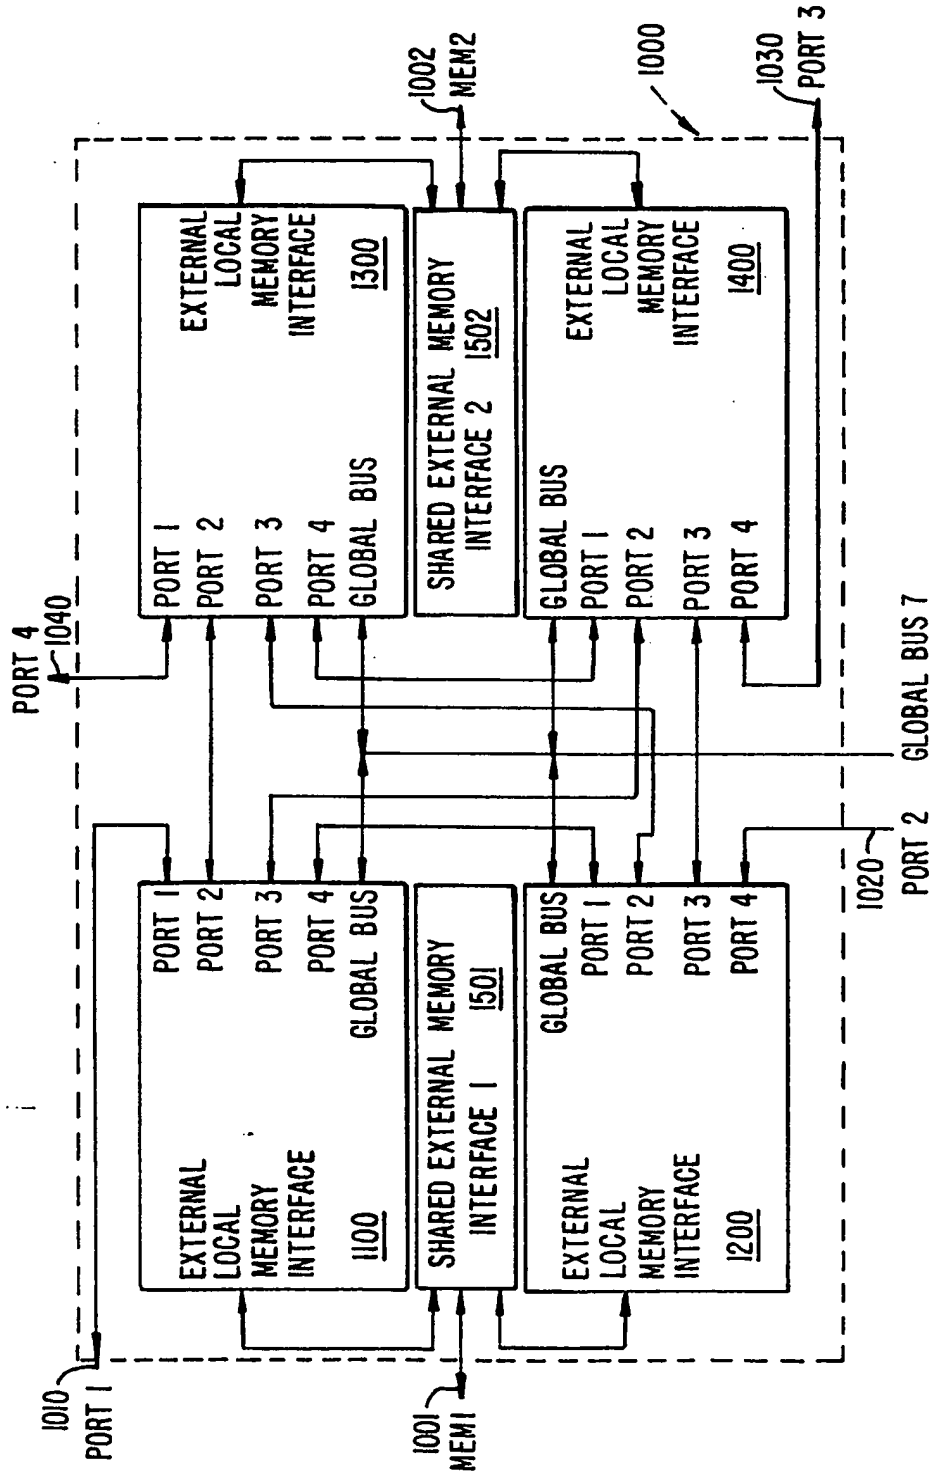 1010
PORT 1
PORT 4
1040
1001
MEM1
1002
MEM2
1000
1030
PORT 3
1020
PORT 2
GLOBAL BUS 7
EXTERNAL
LOCAL
MEMORY
INTERFACE
1100
PORT 1
PORT 2
PORT 3
PORT 4
GLOBAL BUS
PORT 1
PORT 2
PORT 3
PORT 4
GLOBAL BUS
EXTERNAL
LOCAL
MEMORY
INTERFACE
1300
SHARED EXTERNAL MEMORY
INTERFACE 1
1501
SHARED EXTERNAL MEMORY
INTERFACE 2
1502
EXTERNAL
LOCAL
MEMORY
INTERFACE
1200
GLOBAL BUS
PORT 1
PORT 2
PORT 3
PORT 4
GLOBAL BUS
PORT 1
PORT 2
PORT 3
PORT 4
EXTERNAL
LOCAL
MEMORY
INTERFACE
1400